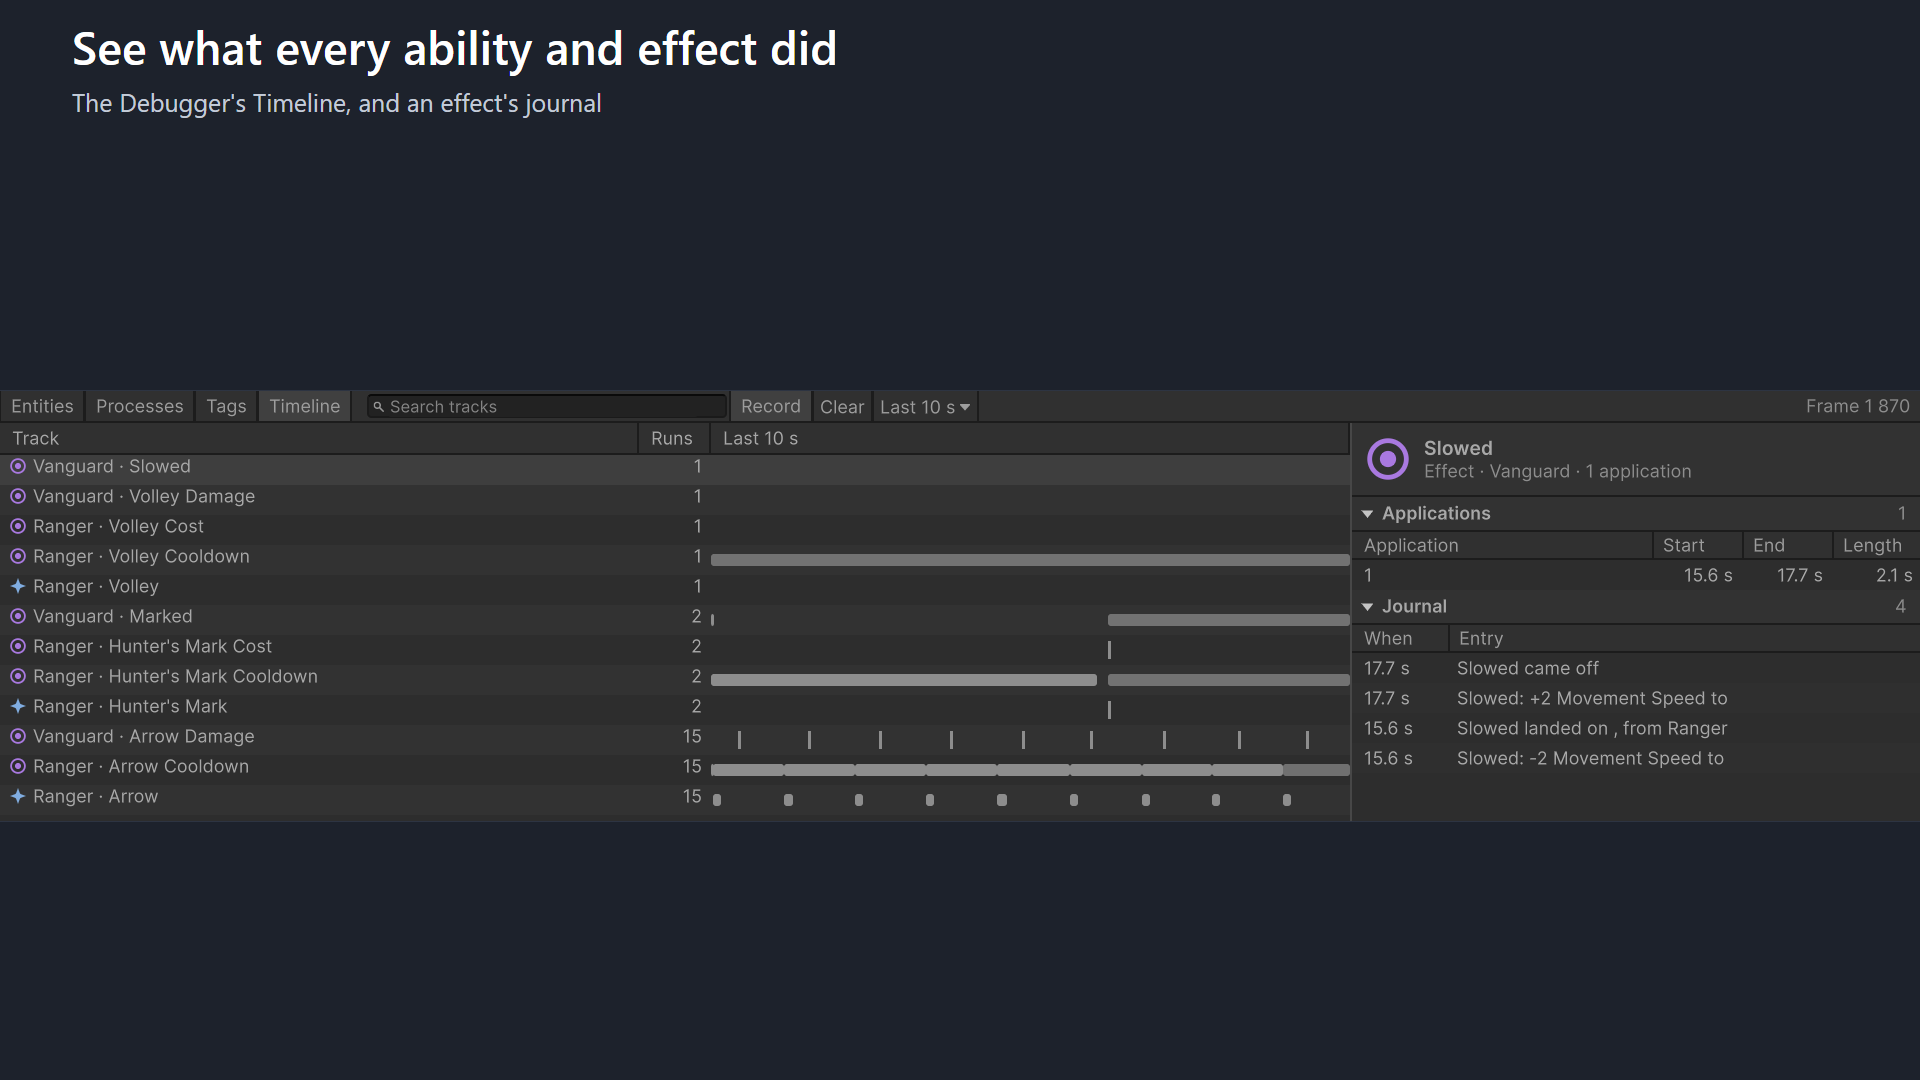 See what every ability and effect did
The Debugger's Timeline, and an effect's journal
Entities Processes Tags Timeline Search tracks Record Clear Last 10 s Frame 1 870
Track Runs Last 10 s
Vanguard · Slowed 1
Vanguard · Volley Damage 1
Ranger · Volley Cost 1
Ranger · Volley Cooldown 1
Ranger · Volley 1
Vanguard · Marked 2
Ranger · Hunter's Mark Cost 2
Ranger · Hunter's Mark Cooldown 2
Ranger · Hunter's Mark 2
Vanguard · Arrow Damage 15
Ranger · Arrow Cooldown 15
Ranger · Arrow 15
Slowed
Effect · Vanguard · 1 application
Applications 1
Application Start End Length
1 15.6 s 17.7 s 2.1 s
Journal 4
When Entry
17.7 s Slowed came off
17.7 s Slowed: +2 Movement Speed to
15.6 s Slowed landed on , from Ranger
15.6 s Slowed: -2 Movement Speed to